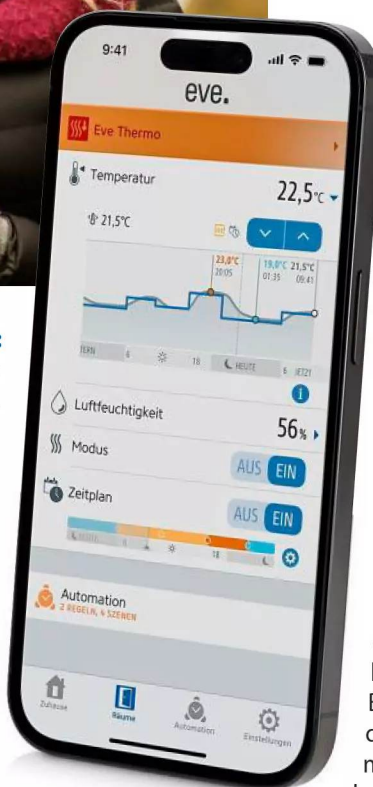 9:41
eve.
Eve Thermo
Temperatur
22,5°C
21,5°C
23,0°C 19,0°C 21,5°C
20:05 01:35 09:41
6 18 HEUTE 6 JETZT
Luftfeuchtigkeit
56%
Modus
AUS EIN
Zeitplan
AUS EIN
18
Automation
2 REGELN, 4 SZENEN
Zuhause Räume Automation Einstellungen